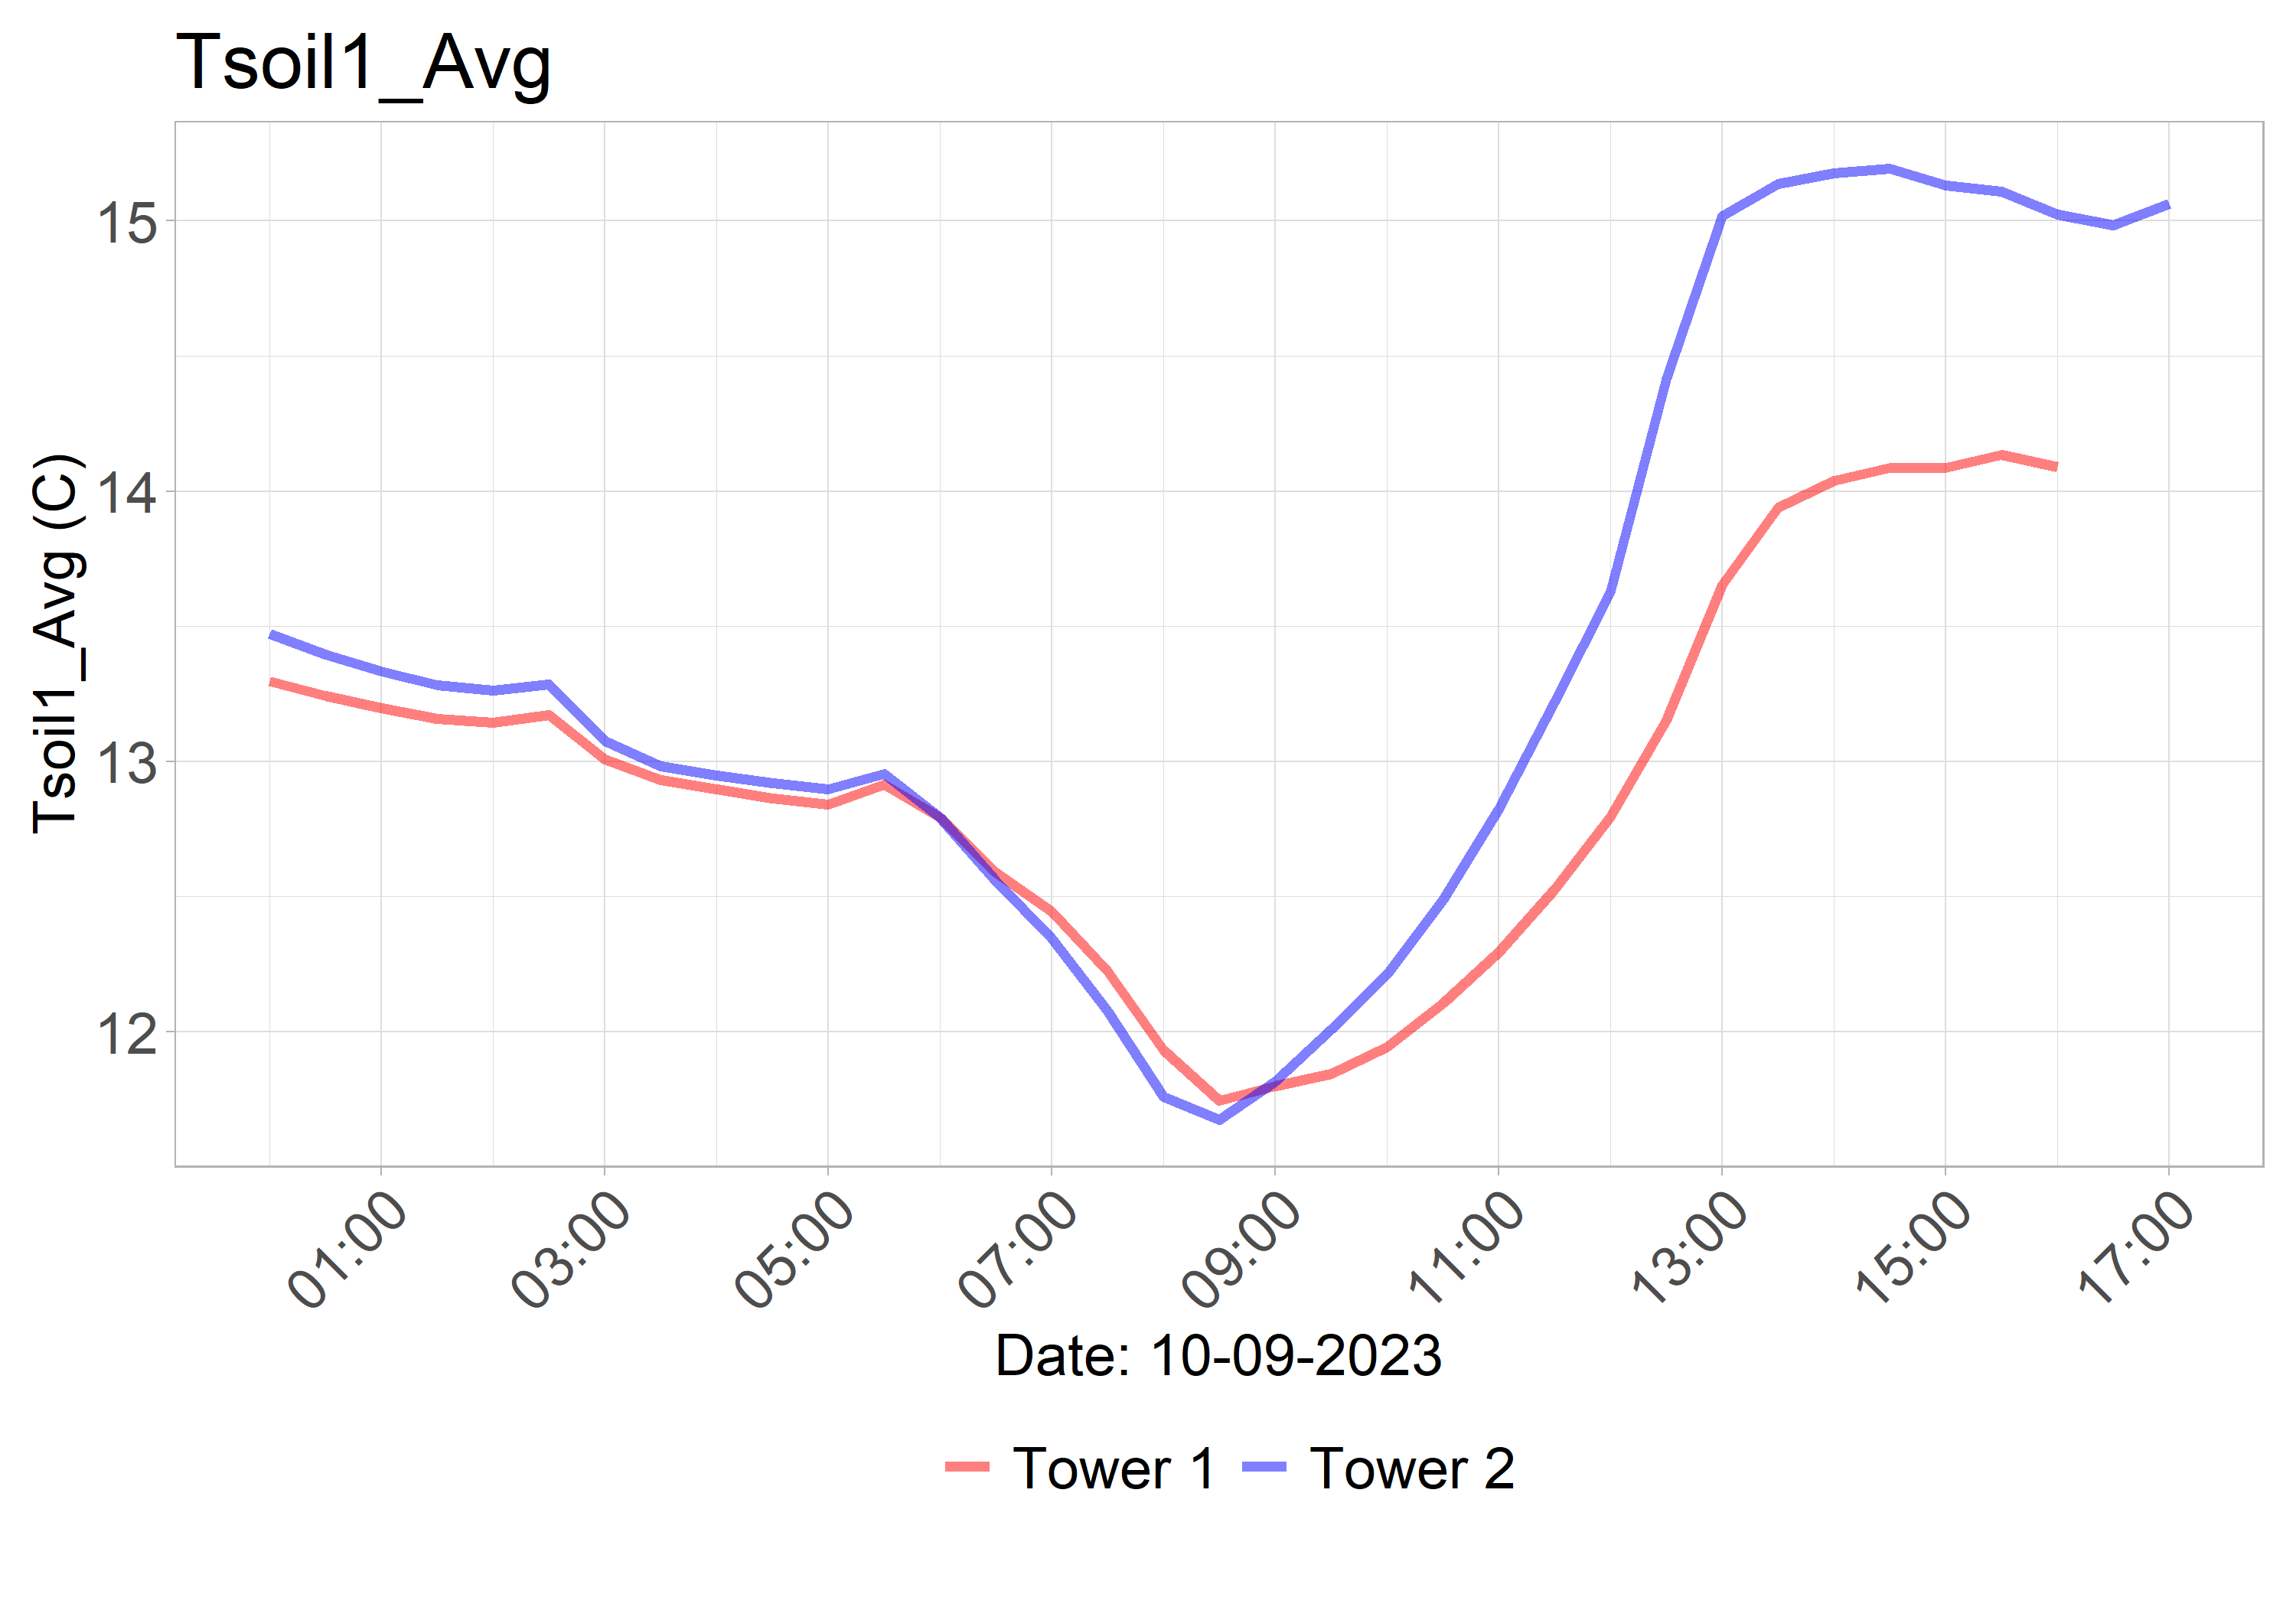 Tsoil1_Avg
Tsoil1_Avg (C)
15
14
13
12
01:00 03:00 05:00 07:00 09:00 11:00 13:00 15:00 17:00
Date: 10-09-2023
Tower 1 Tower 2